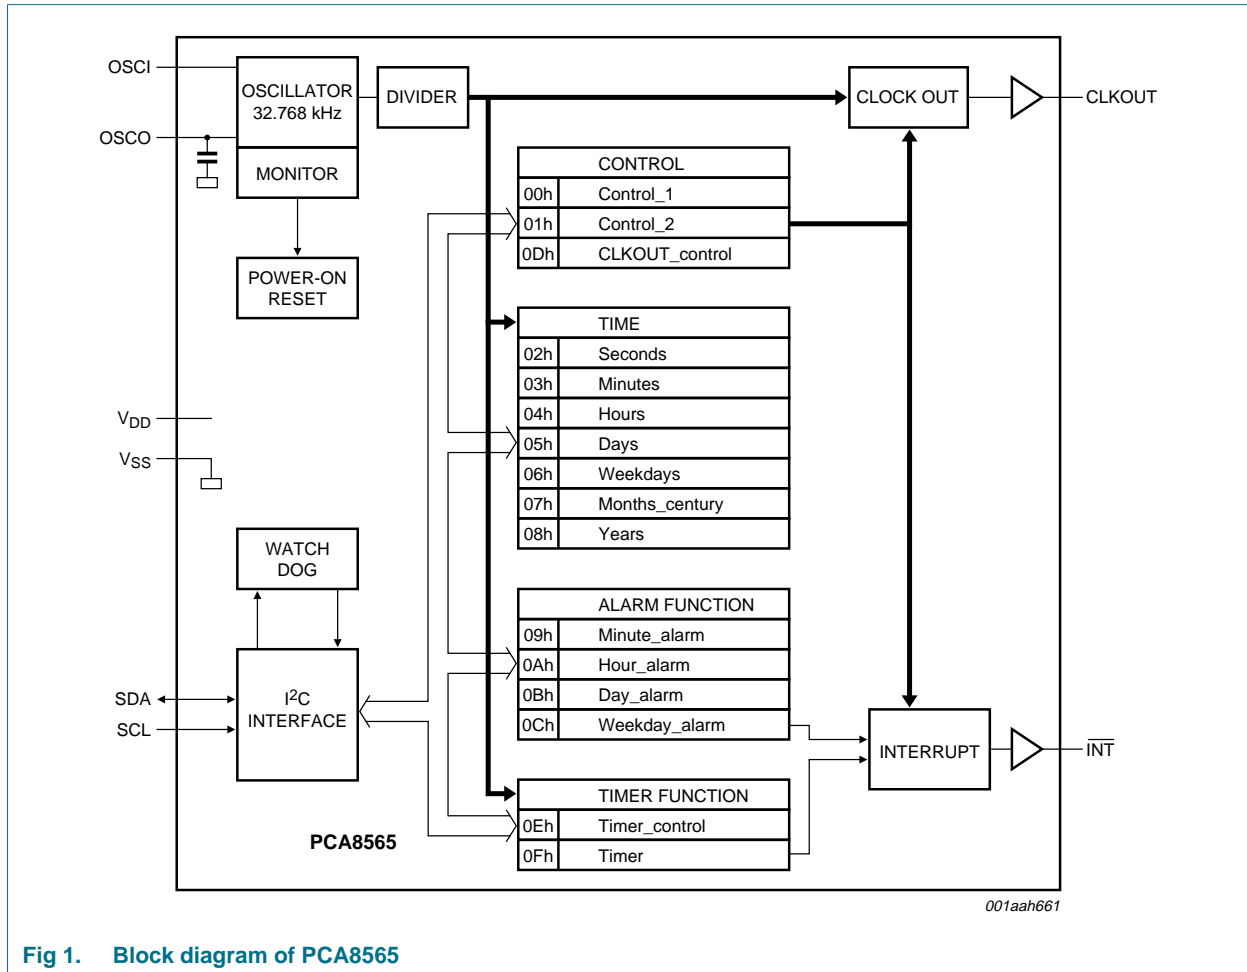 OSCI
OSCO
OSCILLATOR
32.768 kHz
MONITOR
DIVIDER
CLOCK OUT
CLKOUT
POWER-ON
RESET
CONTROL
00h Control_1
01h Control_2
0Dh CLKOUT_control
TIME
02h Seconds
03h Minutes
04h Hours
05h Days
06h Weekdays
07h Months_century
08h Years
VDD
VSS
WATCH
DOG
ALARM FUNCTION
09h Minute_alarm
0Ah Hour_alarm
0Bh Day_alarm
0Ch Weekday_alarm
SDA
SCL
I2C
INTERFACE
INTERRUPT
INT
TIMER FUNCTION
0Eh Timer_control
0Fh Timer
PCA8565
001aah661
Fig 1. Block diagram of PCA8565